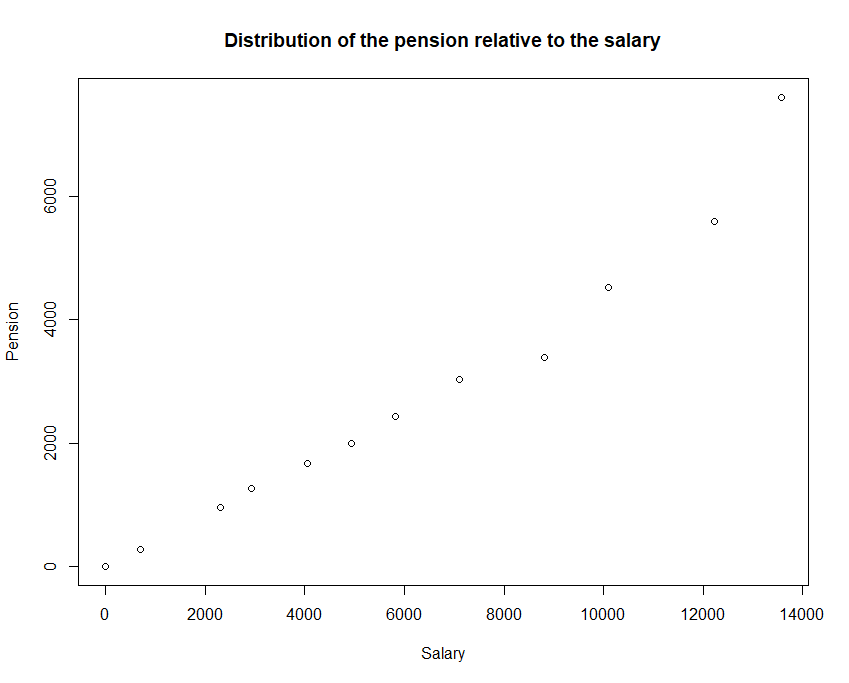 Distribution of the pension relative to the salary
Pension
6000
4000
2000
0
0 2000 4000 6000 8000 10000 12000 14000
Salary